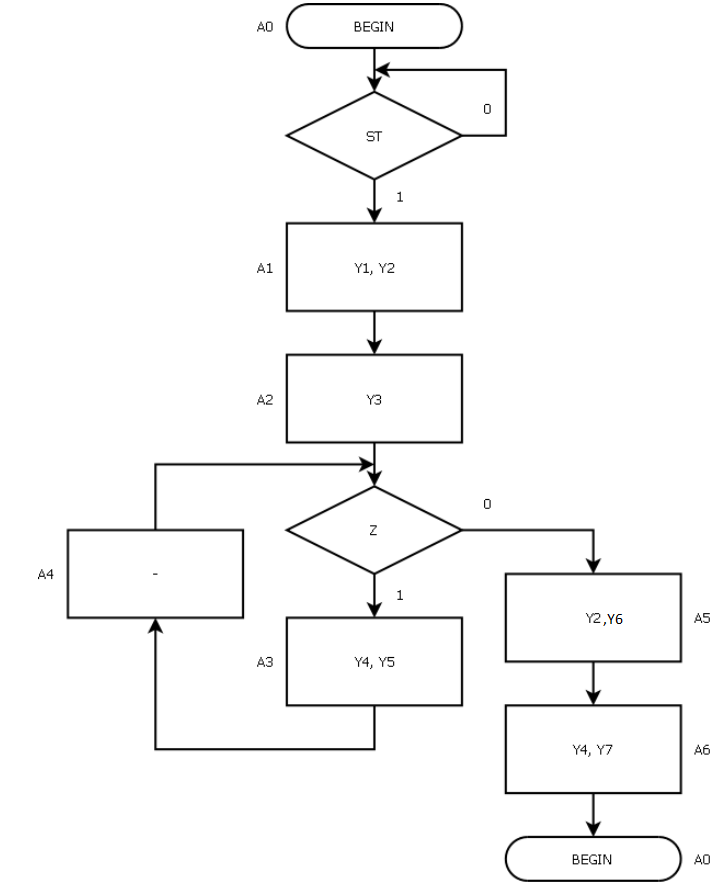 A0 BEGIN
0
ST
1
A1 Y1, Y2
A2 Y3
0
Z
A4 -
1
Y2,Y6 A5
A3 Y4, Y5
Y4, Y7 A6
BEGIN A0